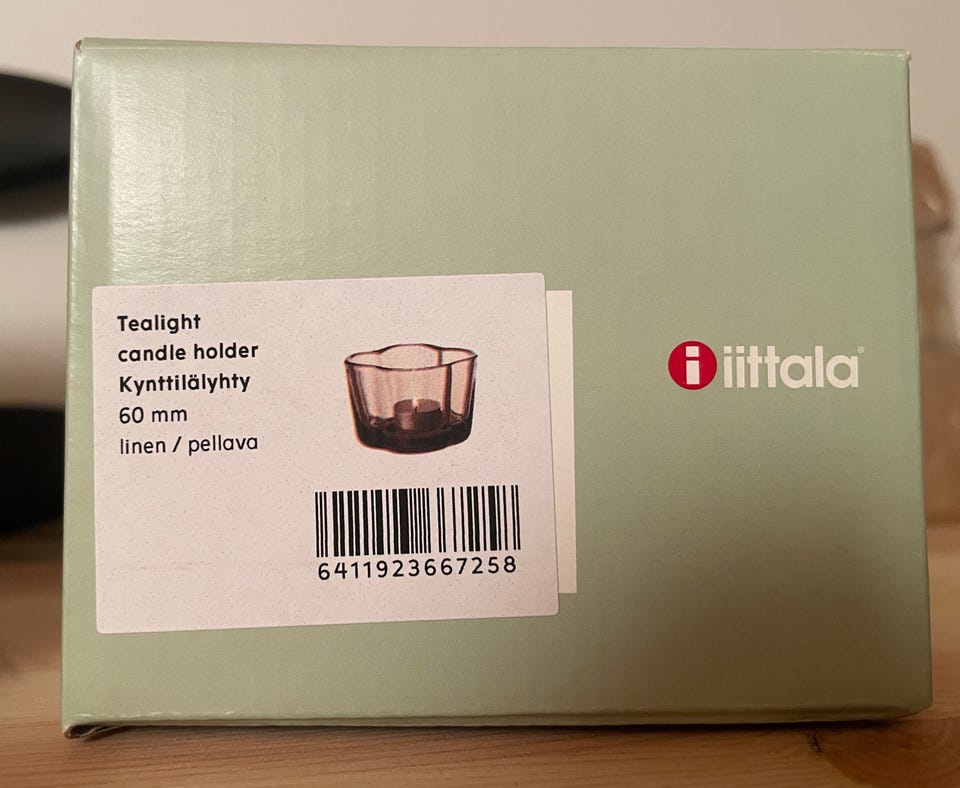 Tealight
candle holder
Kynttilälyhty
60 mm
linen / pellava
6411923667258
i iittala®